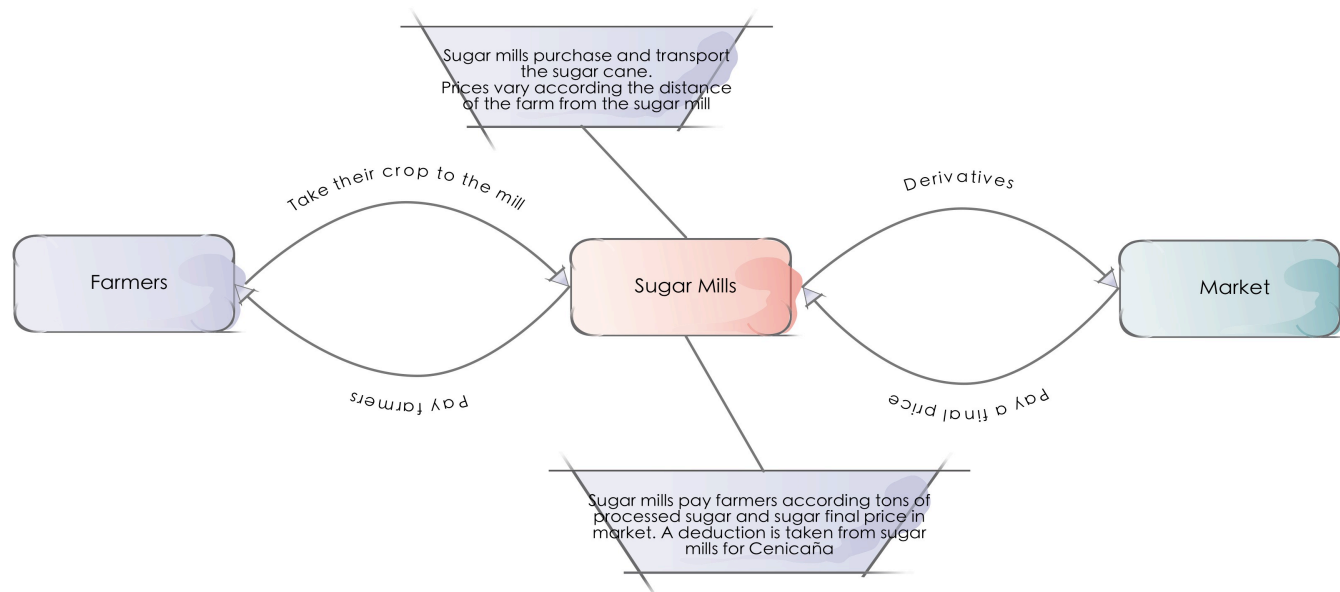 Sugar mills purchase and transport
the sugar cane.
Prices vary according the distance
of the farm from the sugar mill
Take their crop to the mill
Derivatives
Farmers
Sugar Mills
Market
Pay farmers
Pay a final price
Sugar mills pay farmers according tons of
processed sugar and sugar final price in
market. A deduction is taken from sugar
mills for Cenicaña